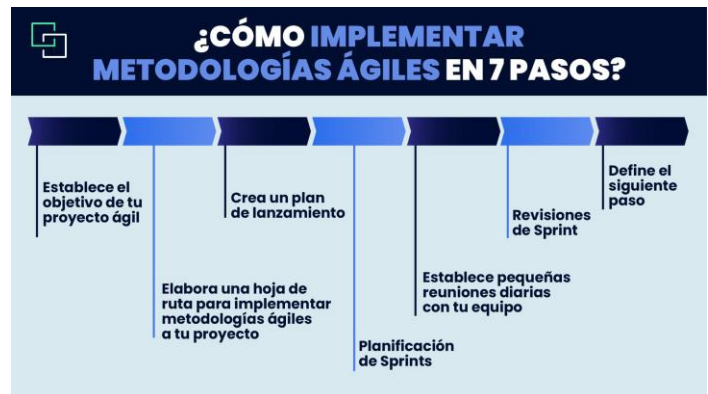 ¿CÓMO IMPLEMENTAR
METODOLOGÍAS ÁGILES EN 7 PASOS?
Establece el
objetivo de tu
proyecto ágil
Elabora una hoja de
ruta para implementar
metodologías ágiles
a tu proyecto
Crea un plan
de lanzamiento
Planificación
de Sprints
Establece pequeñas
reuniones diarias
con tu equipo
Revisiones
de Sprint
Define el
siguiente
paso